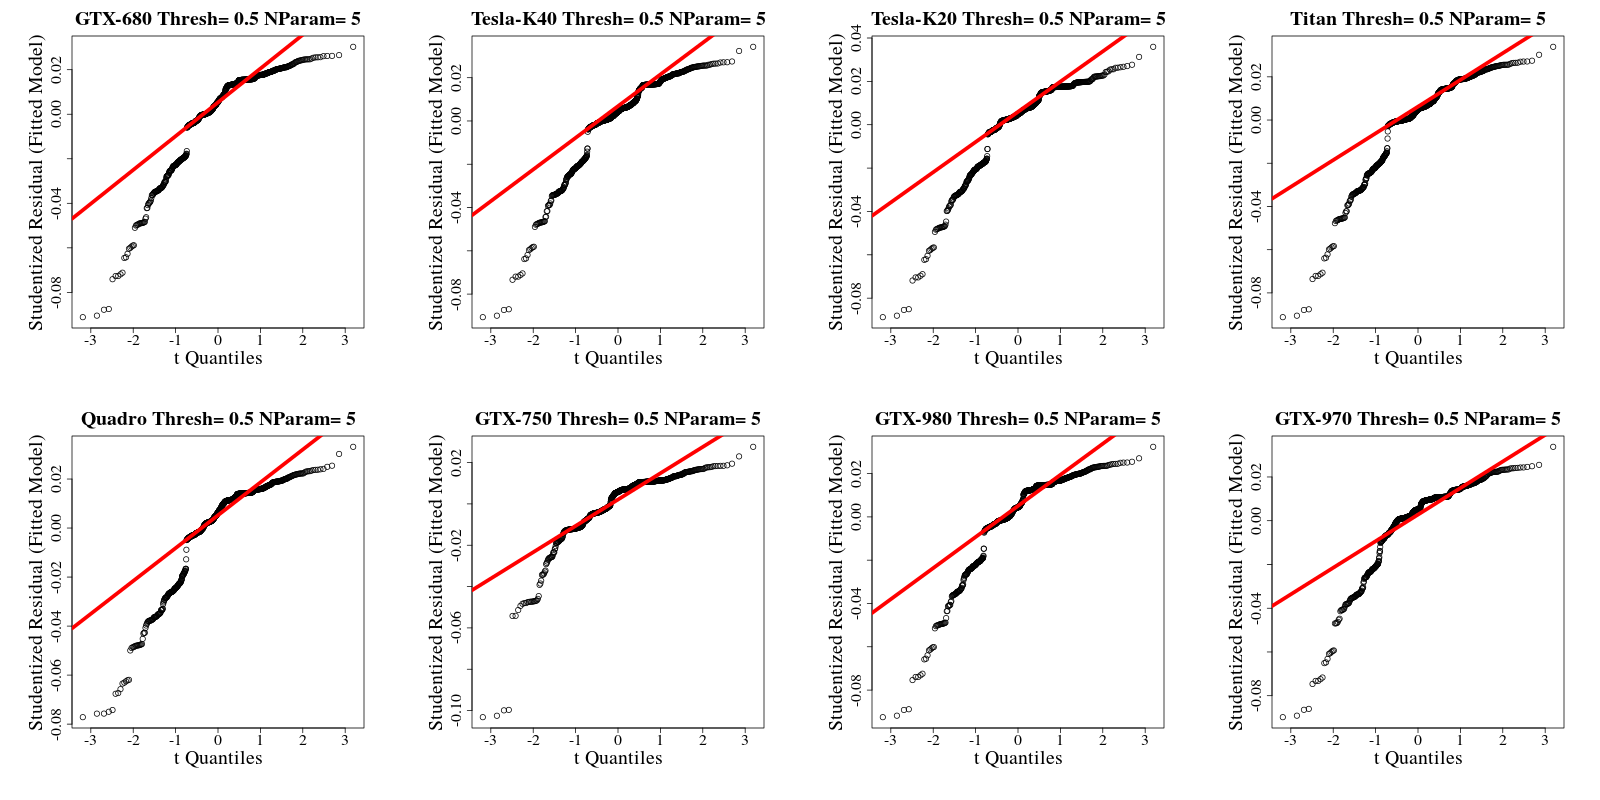 GTX-680 Thresh= 0.5 NParam= 5
Studentized Residual (Fitted Model)
-0.08 -0.04 0.00 0.02
-3 -2 -1 0 1 2 3
t Quantiles
Tesla-K40 Thresh= 0.5 NParam= 5
Studentized Residual (Fitted Model)
-0.08 -0.04 0.00 0.02
-3 -2 -1 0 1 2 3
t Quantiles
Tesla-K20 Thresh= 0.5 NParam= 5
Studentized Residual (Fitted Model)
-0.08 -0.04 0.00 0.02 0.04
-3 -2 -1 0 1 2 3
t Quantiles
Titan Thresh= 0.5 NParam= 5
Studentized Residual (Fitted Model)
-0.08 -0.04 0.00 0.02
-3 -2 -1 0 1 2 3
t Quantiles
Quadro Thresh= 0.5 NParam= 5
Studentized Residual (Fitted Model)
-0.08 -0.06 -0.04 -0.02 0.00 0.02
-3 -2 -1 0 1 2 3
t Quantiles
GTX-750 Thresh= 0.5 NParam= 5
Studentized Residual (Fitted Model)
-0.10 -0.06 -0.02 0.02
-3 -2 -1 0 1 2 3
t Quantiles
GTX-980 Thresh= 0.5 NParam= 5
Studentized Residual (Fitted Model)
-0.08 -0.04 0.00 0.02
-3 -2 -1 0 1 2 3
t Quantiles
GTX-970 Thresh= 0.5 NParam= 5
Studentized Residual (Fitted Model)
-0.08 -0.04 0.00 0.02
-3 -2 -1 0 1 2 3
t Quantiles